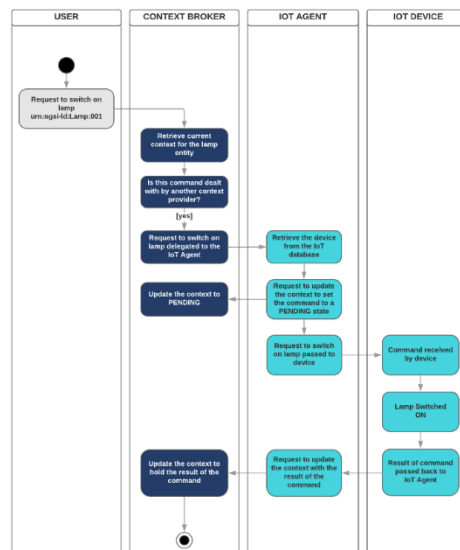 USER
CONTEXT BROKER
IOT AGENT
IOT DEVICE
Request to switch on
lamp
urn:ngsi-ld:Lamp:001
Retrieve current
context for the lamp
entity
Is this command dealt
with by another context
provider?
[yes]
Request to switch on
lamp delegated to the
IoT Agent
Retrieve the device
from the IoT
database
Update the context to
PENDING
Request to update
the context to set
the command to a
PENDING state
Request to switch
on lamp passed to
device
Command received
by device
Lamp Switched
ON
Update the context to
hold the result of the
command
Request to update
the context with the
result of the
command
Result of command
passed back to
IoT Agent